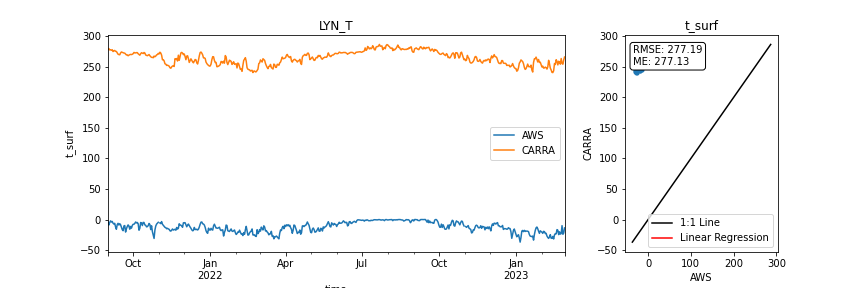 LYN_T
t_surf
300
250
200
150
100
50
0
−50
t_surf
AWS
CARRA
Oct
Jan
2022
Apr
Jul
Oct
Jan
2023
time
300
250
200
150
100
50
0
−50
CARRA
RMSE: 277.19
ME: 277.13
1:1 Line
Linear Regression
0
100
200
300
AWS